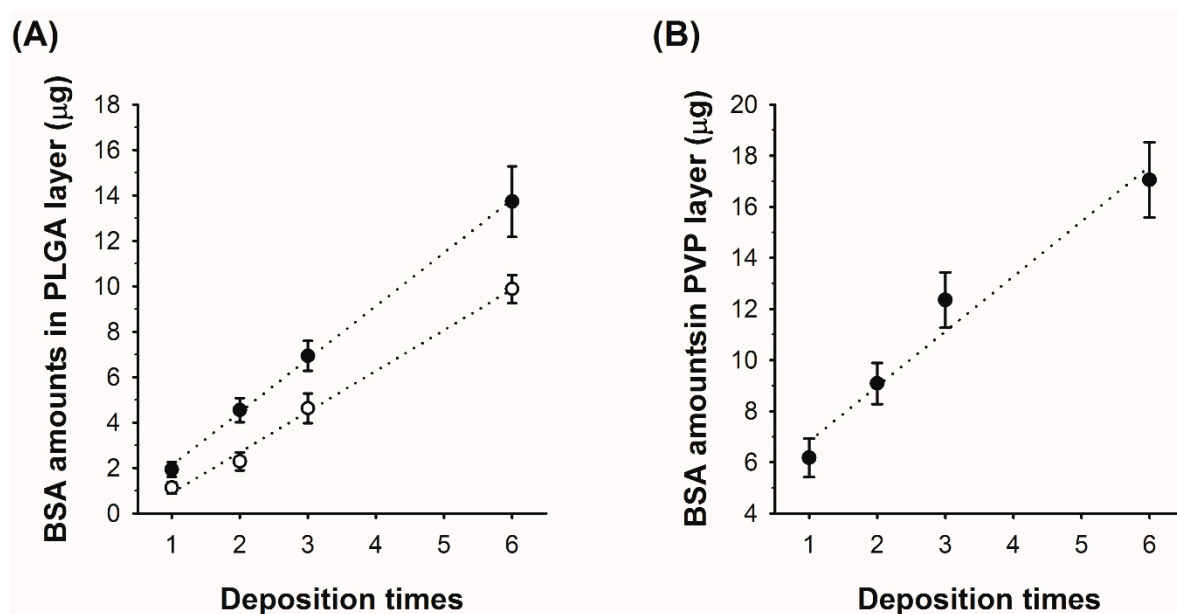 (A)
BSA amounts in PLGA layer (μg)
18
16
14
12
10
8
6
4
2
0
1 2 3 4 5 6
Deposition times
(B)
BSA amountsin PVP layer (μg)
20
18
16
14
12
10
8
6
4
1 2 3 4 5 6
Deposition times